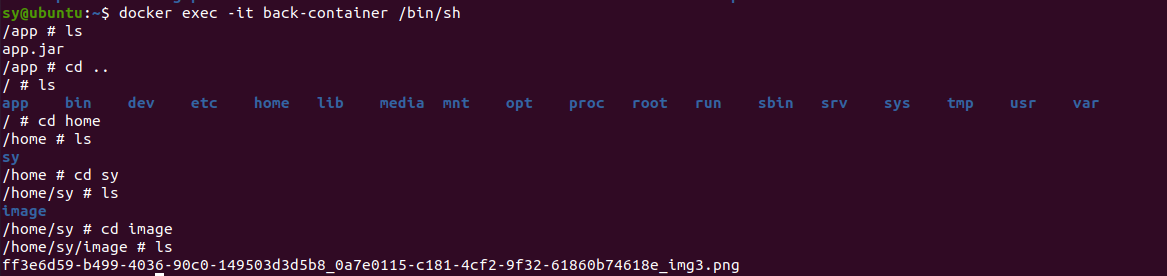 sy@ubuntu:~$ docker exec -it back-container /bin/sh
/app # ls
app.jar
/app # cd ..
/ # ls
app bin dev etc home lib media mnt opt proc root run sbin srv sys tmp usr var
/ # cd home
/home # ls
sy
/home # cd sy
/home/sy # ls
image
/home/sy # cd image
/home/sy/image # ls
ff3e6d59-b499-4036-90c0-149503d3d5b8_0a7e0115-c181-4cf2-9f32-61860b74618e_img3.png